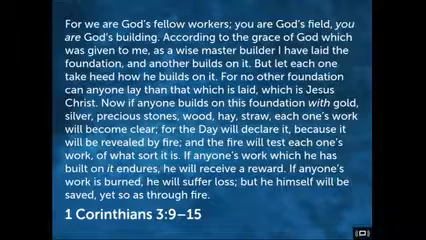 For we are God's fellow workers; you are God's field, you
are God's building. According to the grace of God which
was given to me, as a wise master builder I have laid the
foundation, and another builds on it. But let each one
take heed how he builds on it. For no other foundation
can anyone lay than that which is laid, which is Jesus
Christ. Now if anyone builds on this foundation with gold,
silver, precious stones, wood, hay, straw, each one's work
will become clear; for the Day will declare it, because it
will be revealed by fire; and the fire will test each one's
work, of what sort it is. If anyone's work which he has
built on it endures, he will receive a reward. If anyone's
work is burned, he will suffer loss; but he himself will be
saved, yet so as through fire.
1 Corinthians 3:9–15